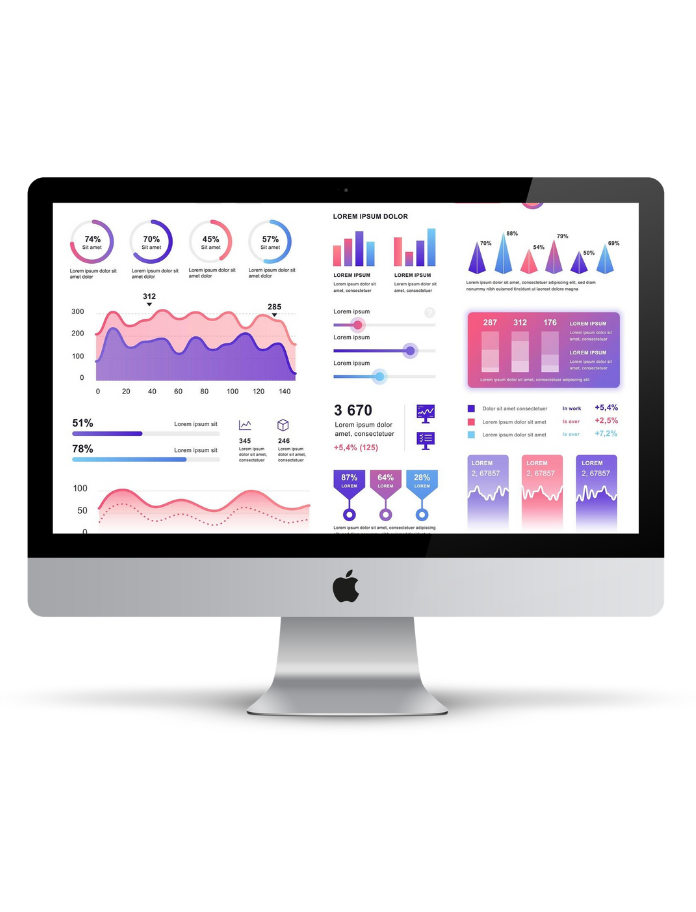 74%
Sit amet
Lorem ipsum dolor sit
amet dolor
70%
Sit amet
Lorem ipsum dolor sit
amet dolor
45%
Sit amet
Lorem ipsum dolor sit
amet dolor
57%
Sit amet
Lorem ipsum dolor sit
amet dolor
312
285
300
200
100
0
0 20 40 60 80 100 120 140
51% Lorem ipsum sit
78% Lorem ipsum sit
345
Lorem ipsum
dolor sit amet,
consectetuer
246
Lorem ipsum
dolor sit amet,
consectetuer
100
50
0
LOREM IPSUM DOLOR
LOREM IPSUM
Lorem ipsum dolor sit
amet, consectetuer
LOREM IPSUM
Lorem ipsum dolor sit
amet, consectetuer
Lorem ipsum
Lorem ipsum
Lorem ipsum
3 670
Lorem ipsum dolor
amet, consectetuer
+5,4% (125)
87%
LOREM
64%
LOREM
28%
LOREM
Lorem ipsum dolor sit amet, consectetuer adipiscing
79%
88%
54%
79%
50%
69%
Lorem ipsum dolor sit amet, consectetuer adipiscing elit, sed diam
nonummy nibh euismod tincidunt ut laoreet dolore magna
287 312 176
LOREM IPSUM
Lorem ipsum dolor sit
amet, consectetuer
LOREM IPSUM
Lorem ipsum dolor sit
amet, consectetuer
Lorem ipsum dolor sit amet, consectetuer adipiscing elit
Dolor sit amet consectetuer In work +5,4%
Lorem ipsum dolor sit amet Is over +2,5%
Lorem ipsum dolor sit amet Is over +7,2%
LOREM
2, 67857
LOREM
2, 67857
LOREM
2, 67857